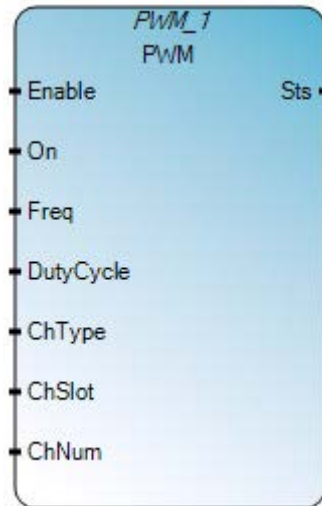 PWM_1
PWM
Enable Sts
On
Freq
DutyCycle
ChType
ChSlot
ChNum